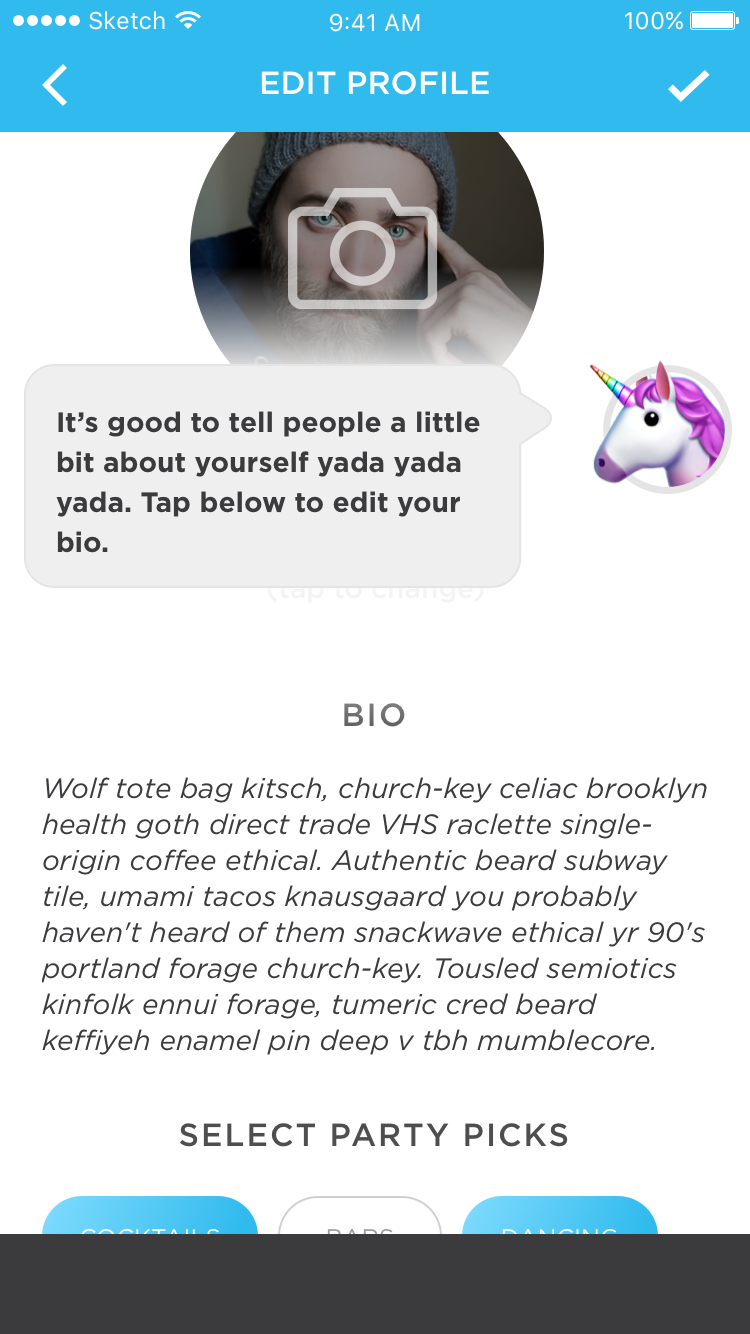 Sketch 9:41 AM 100%
EDIT PROFILE
It’s good to tell people a little
bit about yourself yada yada
yada. Tap below to edit your
bio.
(tap to change)
BIO
Wolf tote bag kitsch, church-key celiac brooklyn
health goth direct trade VHS raclette single-
origin coffee ethical. Authentic beard subway
tile, umami tacos knausgaard you probably
haven't heard of them snackwave ethical yr 90's
portland forage church-key. Tousled semiotics
kinfolk ennui forage, tumeric cred beard
keffiyeh enamel pin deep v tbh mumblecore.
SELECT PARTY PICKS
COCKTAILS BARS DANCING